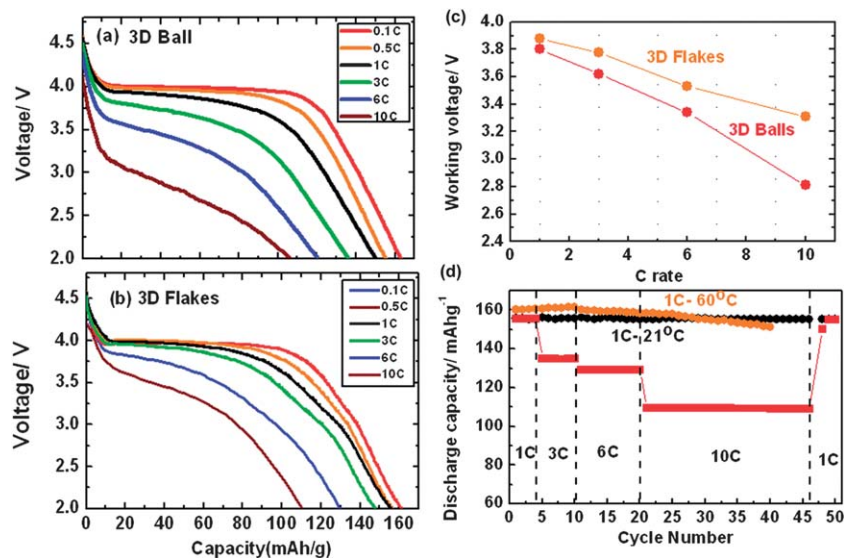 (a) 3D Ball
0.1C
0.5C
1C
3C
6C
10C
Voltage/ V
4.5
4.0
3.5
3.0
2.5
2.0
(b) 3D Flakes
0.1C
0.5C
1C
3C
6C
10C
Voltage/ V
4.5
4.0
3.5
3.0
2.5
2.0
0 20 40 60 80 100 120 140 160
Capacity(mAh/g)
(c)
3D Flakes
3D Balls
Working voltage/ V
4.0
3.8
3.6
3.4
3.2
3.0
2.8
2.6
2.4
0 2 4 6 8 10
C rate
(d)
1C- 60⁰C
1C-21⁰C
1C 3C 6C 10C 1C
Discharge capacity/ mAhg⁻¹
160
140
120
100
80
60
0 5 10 15 20 25 30 35 40 45 50
Cycle Number